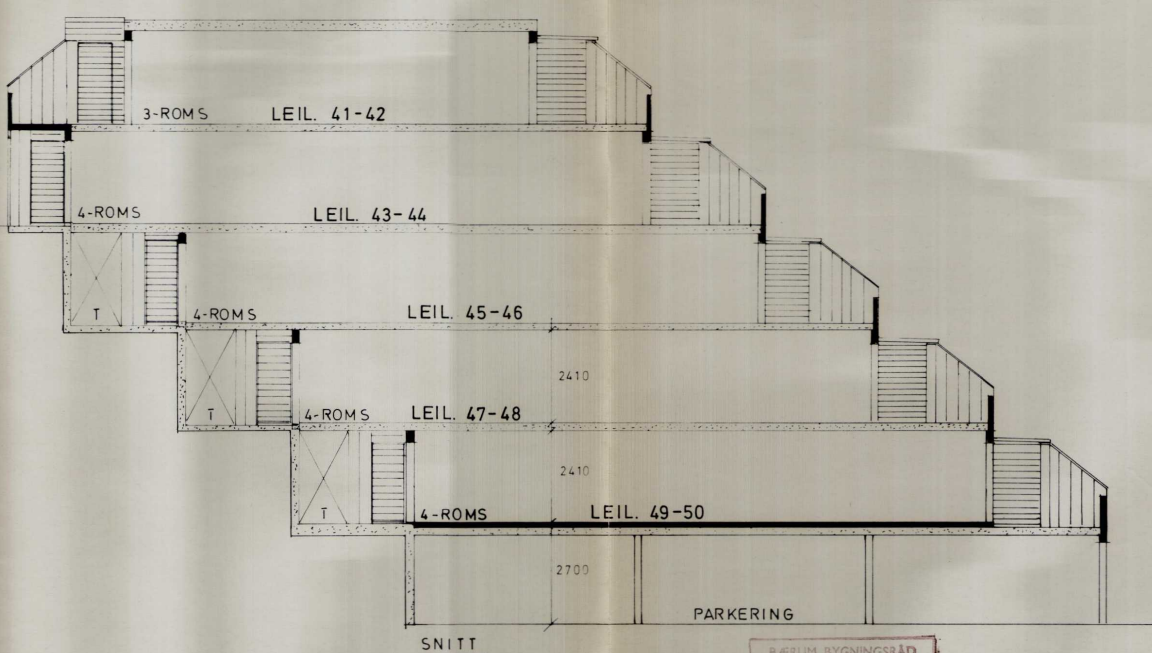 3-ROMS LEIL. 41-42
4-ROMS LEIL. 43-44
T 4-ROMS LEIL. 45-46
2410
T 4-ROMS LEIL. 47-48
2410
T 4-ROMS LEIL. 49-50
2700
PARKERING
SNITT
BÆRUM BYGNINGSRÅD